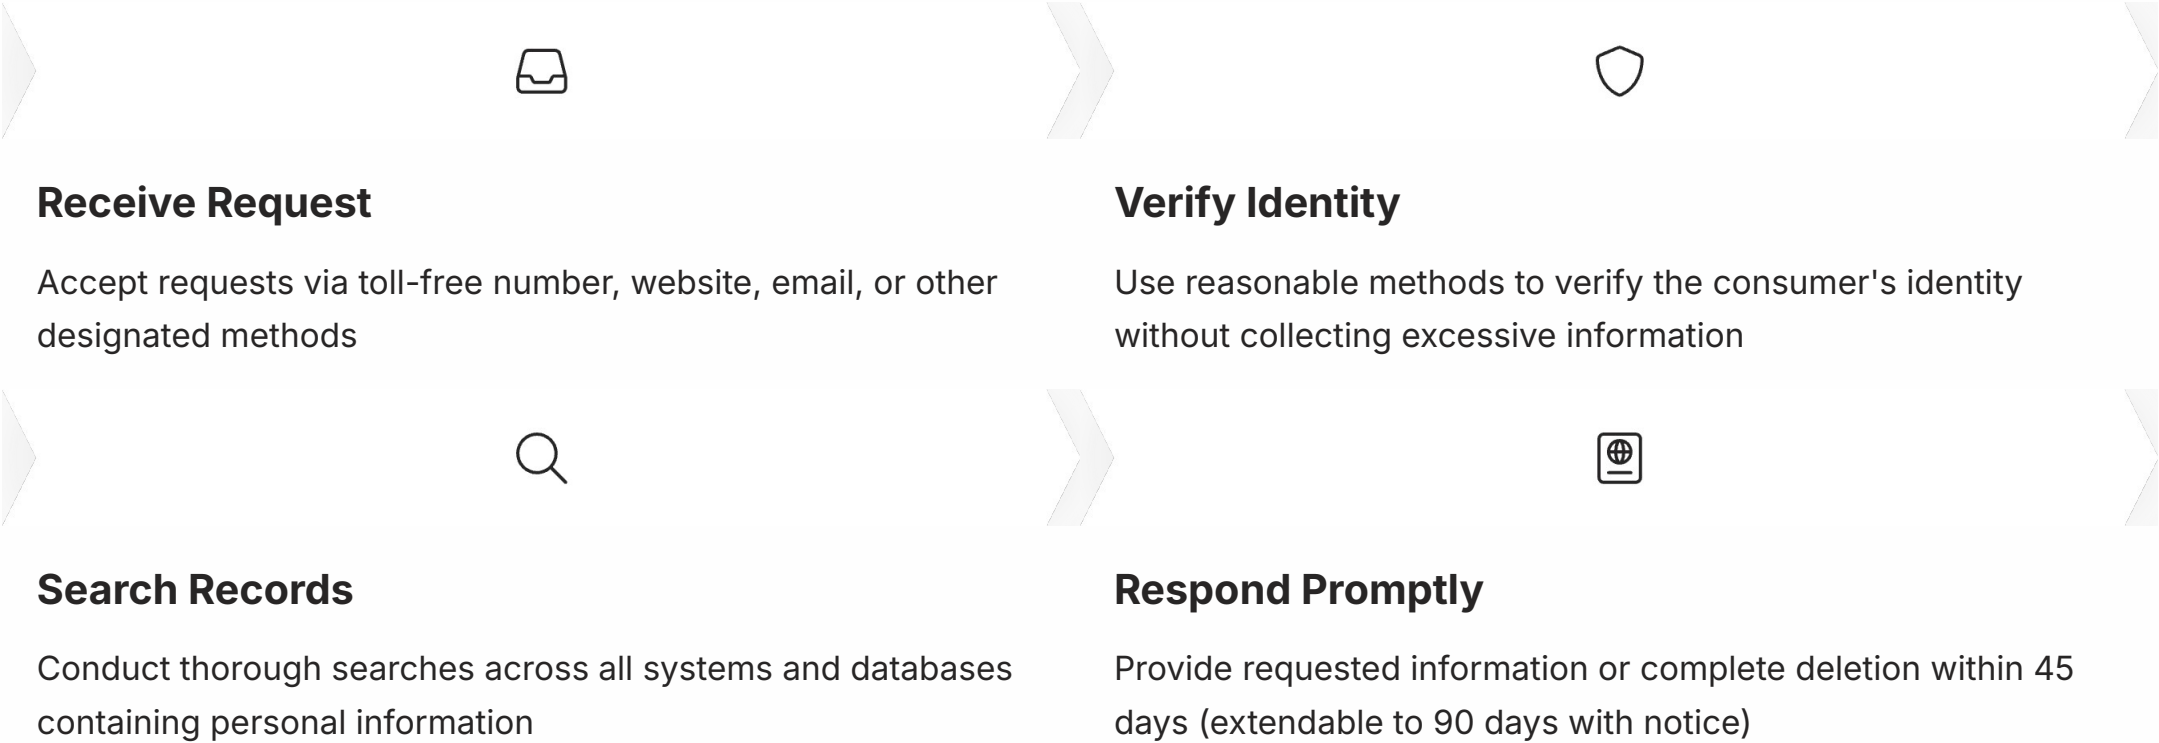 Receive Request
Accept requests via toll-free number, website, email, or other
designated methods
Verify Identity
Use reasonable methods to verify the consumer's identity
without collecting excessive information
Search Records
Conduct thorough searches across all systems and databases
containing personal information
Respond Promptly
Provide requested information or complete deletion within 45
days (extendable to 90 days with notice)